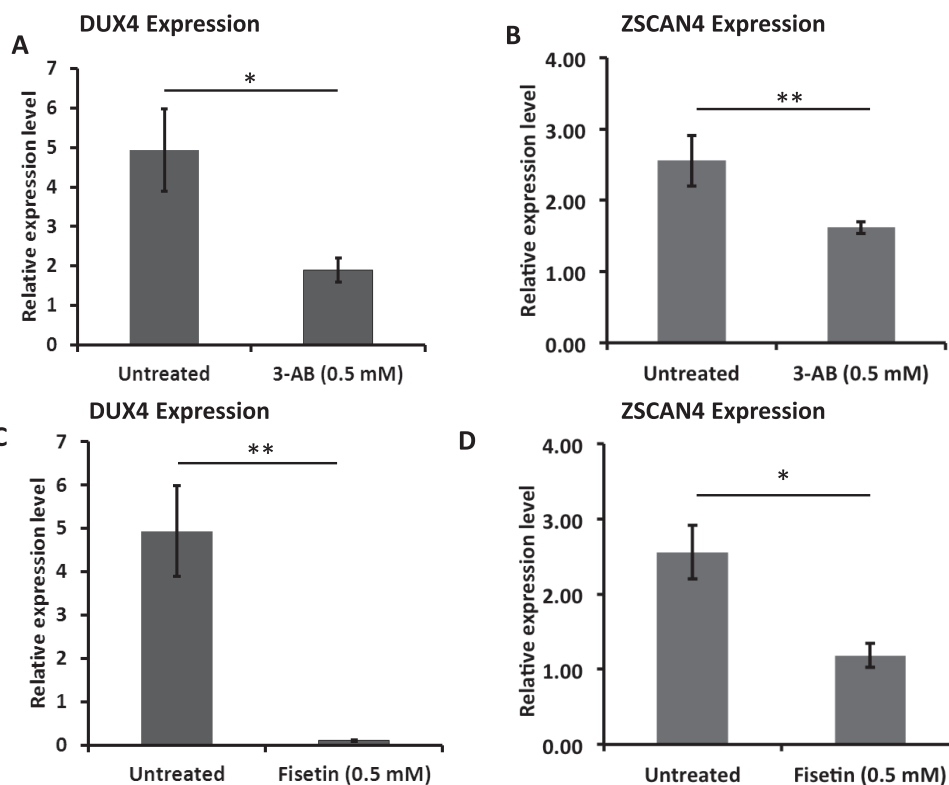 DUX4 Expression
A
Relative expression level
7
6
5
4
3
2
1
0
*
Untreated
3-AB (0.5 mM)
ZSCAN4 Expression
B
Relative expression level
4.00
3.00
2.00
1.00
0.00
**
Untreated
3-AB (0.5 mM)
DUX4 Expression
C
Relative expression level
7
6
5
4
3
2
1
0
**
Untreated
Fisetin (0.5 mM)
ZSCAN4 Expression
D
Relative expression level
4.00
3.00
2.00
1.00
0.00
*
Untreated
Fisetin (0.5 mM)